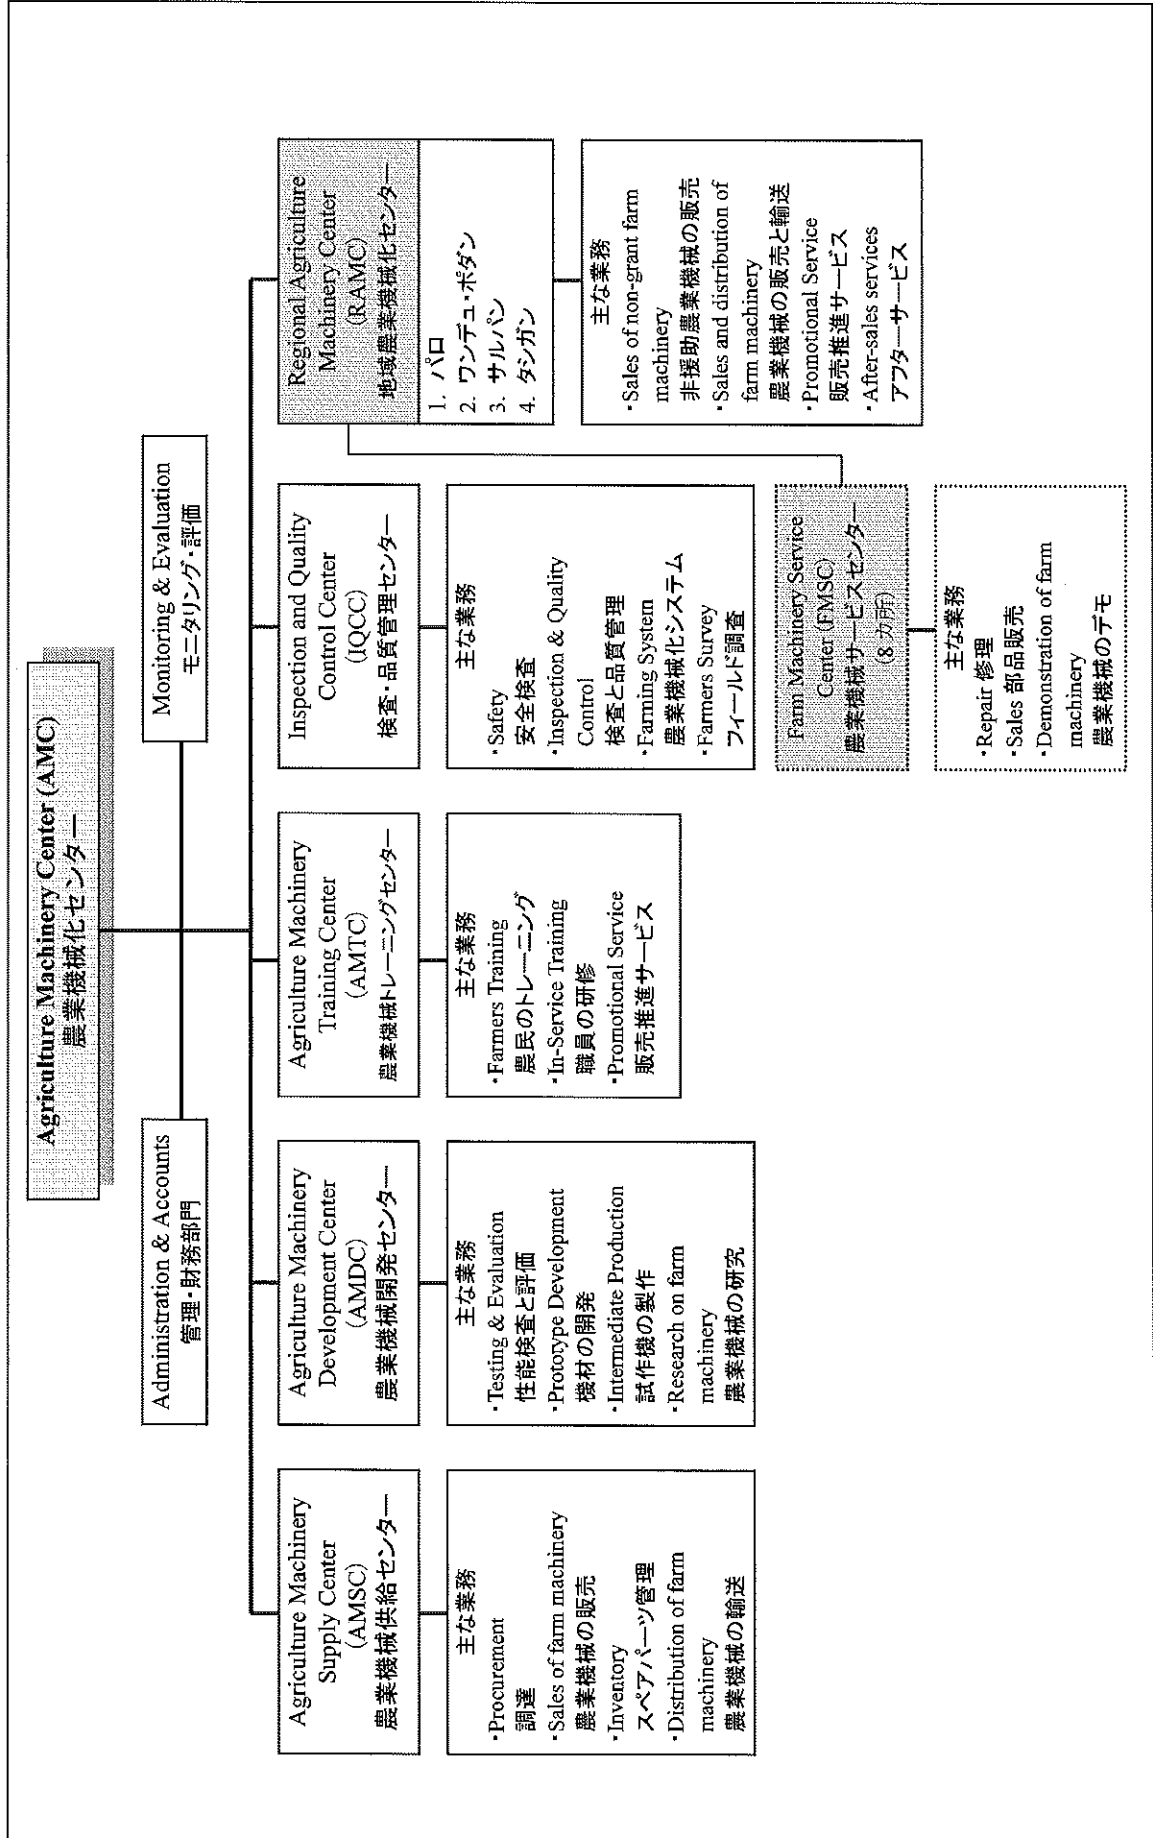 Agriculture Machinery Center (AMC)
農業機械化センター
Administration & Accounts
管理・財務部門
Monitoring & Evaluation
モニタリング・評価
Agriculture Machinery
Supply Center
(AMSC)
農業機械供給センター
主な業務
・Procurement
調達
・Sales of farm machinery
農業機械の販売
・Inventory
スペアパーツ管理
・Distribution of farm
machinery
農業機械の輸送
Agriculture Machinery
Development Center
(AMDC)
農業機械開発センター
主な業務
・Testing & Evaluation
性能検査と評価
・Prototype Development
機材の開発
・Intermediate Production
試作機の製作
・Research on farm
machinery
農業機械の研究
Agriculture Machinery
Training Center
(AMTC)
農業機械トレーニングセンター
主な業務
・Farmers Training
農民のトレーニング
・In-Service Training
職員の研修
・Promotional Service
販売推進サービス
Inspection and Quality
Control Center
(IQCC)
検査・品質管理センター
主な業務
・Safety
安全検査
・Inspection & Quality
Control
検査と品質管理
・Farming System
農業機械化システム
・Farmers Survey
フィールド調査
Regional Agriculture
Machinery Center
(RAMC)
地域農業機械化センター
1. パロ
2. ワンデュ・ポダン
3. サルパン
4. タシガン
主な業務
・Sales of non-grant farm
machinery
非援助農業機械の販売
・Sales and distribution of
farm machinery
農業機械の販売と輸送
・Promotional Service
販売推進サービス
・After-sales services
アフターサービス
Farm Machinery Service
Center (FMSC)
農業機械サービスセンター
(8 カ所)
主な業務
・Repair 修理
・Sales 部品販売
・Demonstration of farm
machinery
農業機械のデモ